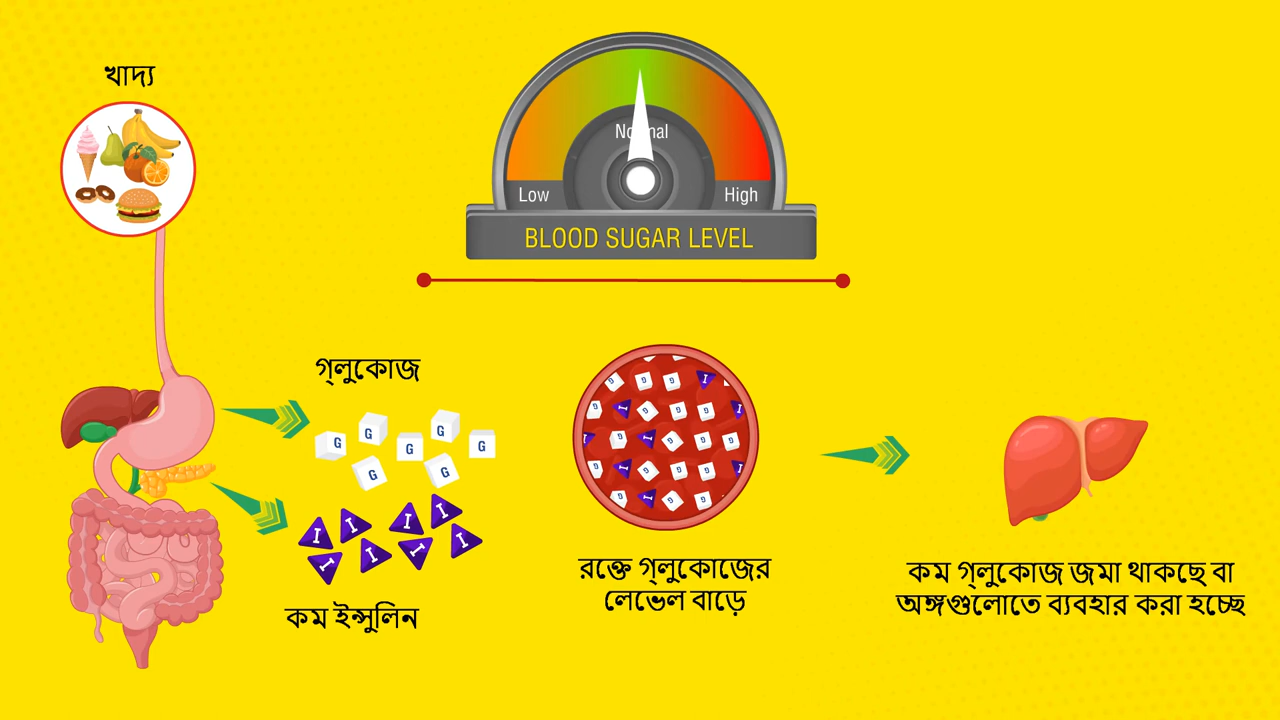 খাদ্য
Normal
Low
High
BLOOD SUGAR LEVEL
গ্লুকোজ
G G G G G G G
I I I I I I I I
কম ইন্সুলিন
রক্তে গ্লুকোজের
লেভেল বাড়ে
কম গ্লুকোজ জমা থাকছে বা
অঙ্গগুলোতে ব্যবহার করা হচ্ছে